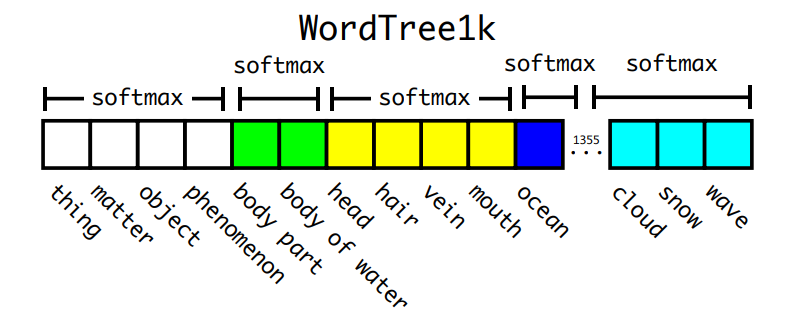 WordTree1k
softmax softmax
softmax softmax softmax
1355
...
thing matter object phenomenon body part body of water head hair vein mouth ocean cloud snow wave